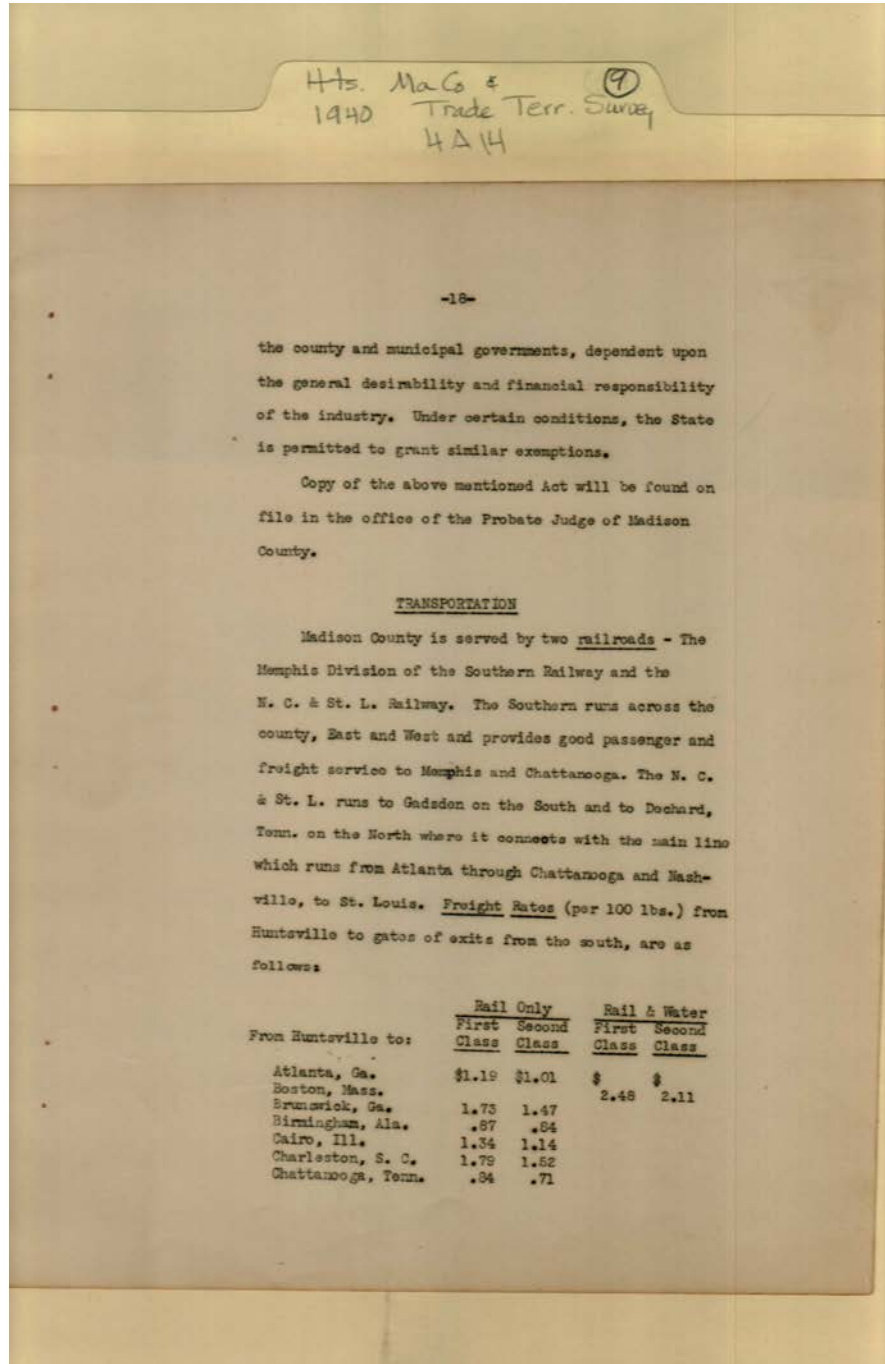 Hts. Ma Co & (9)
1940 Trade Terr. Survey
4A14
-18-
the county and municipal governments, dependent upon
the general desirability and financial responsibility
of the industry. Under certain conditions, the State
is permitted to grant similar exemptions.
Copy of the above mentioned Act will be found on
file in the office of the Probate Judge of Madison
County.
TRANSPORTATION
Madison County is served by two railroads - The
Memphis Division of the Southern Railway and the
N. C. & St. L. Railway. The Southern runs across the
county, East and West and provides good passenger and
freight service to Memphis and Chattanooga. The N. C.
& St. L. runs to Gadsden on the South and to Dechard,
Tenn. on the North where it connects with the main line
which runs from Atlanta through Chattanooga and Nash-
ville, to St. Louis. Freight Rates (per 100 lbs.) from
Huntsville to gates of exits from the south, are as
follows:
Rail Only Rail & Water
First Second First Second
From Huntsville to: Class Class Class Class
Atlanta, Ga. $1.19 $1.01 $ $
Boston, Mass. 2.48 2.11
Brunswick, Ga. 1.73 1.47
Birmingham, Ala. .87 .84
Cairo, Ill. 1.34 1.14
Charleston, S. C. 1.79 1.52
Chattanooga, Tenn. .84 .71